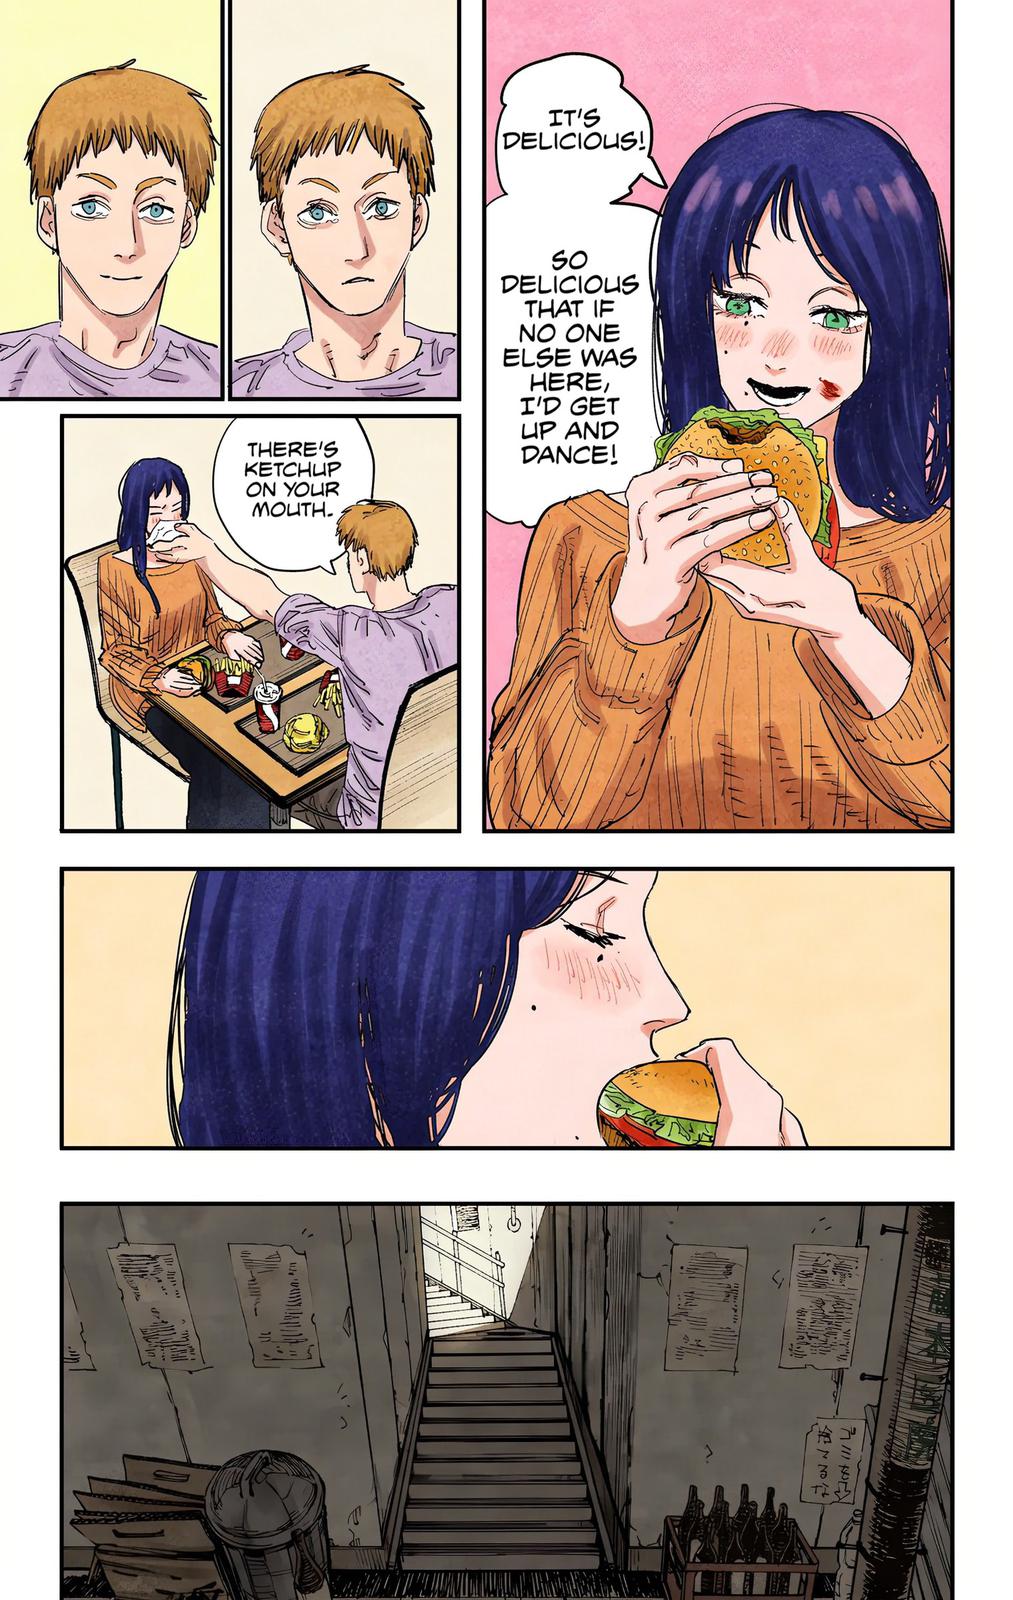 IT'S
DELICIOUS!
SO
DELICIOUS
THAT IF
NO ONE
ELSE WAS
HERE,
I'D GET
UP AND
DANCE!
THERE'S
KETCHUP
ON YOUR
MOUTH.